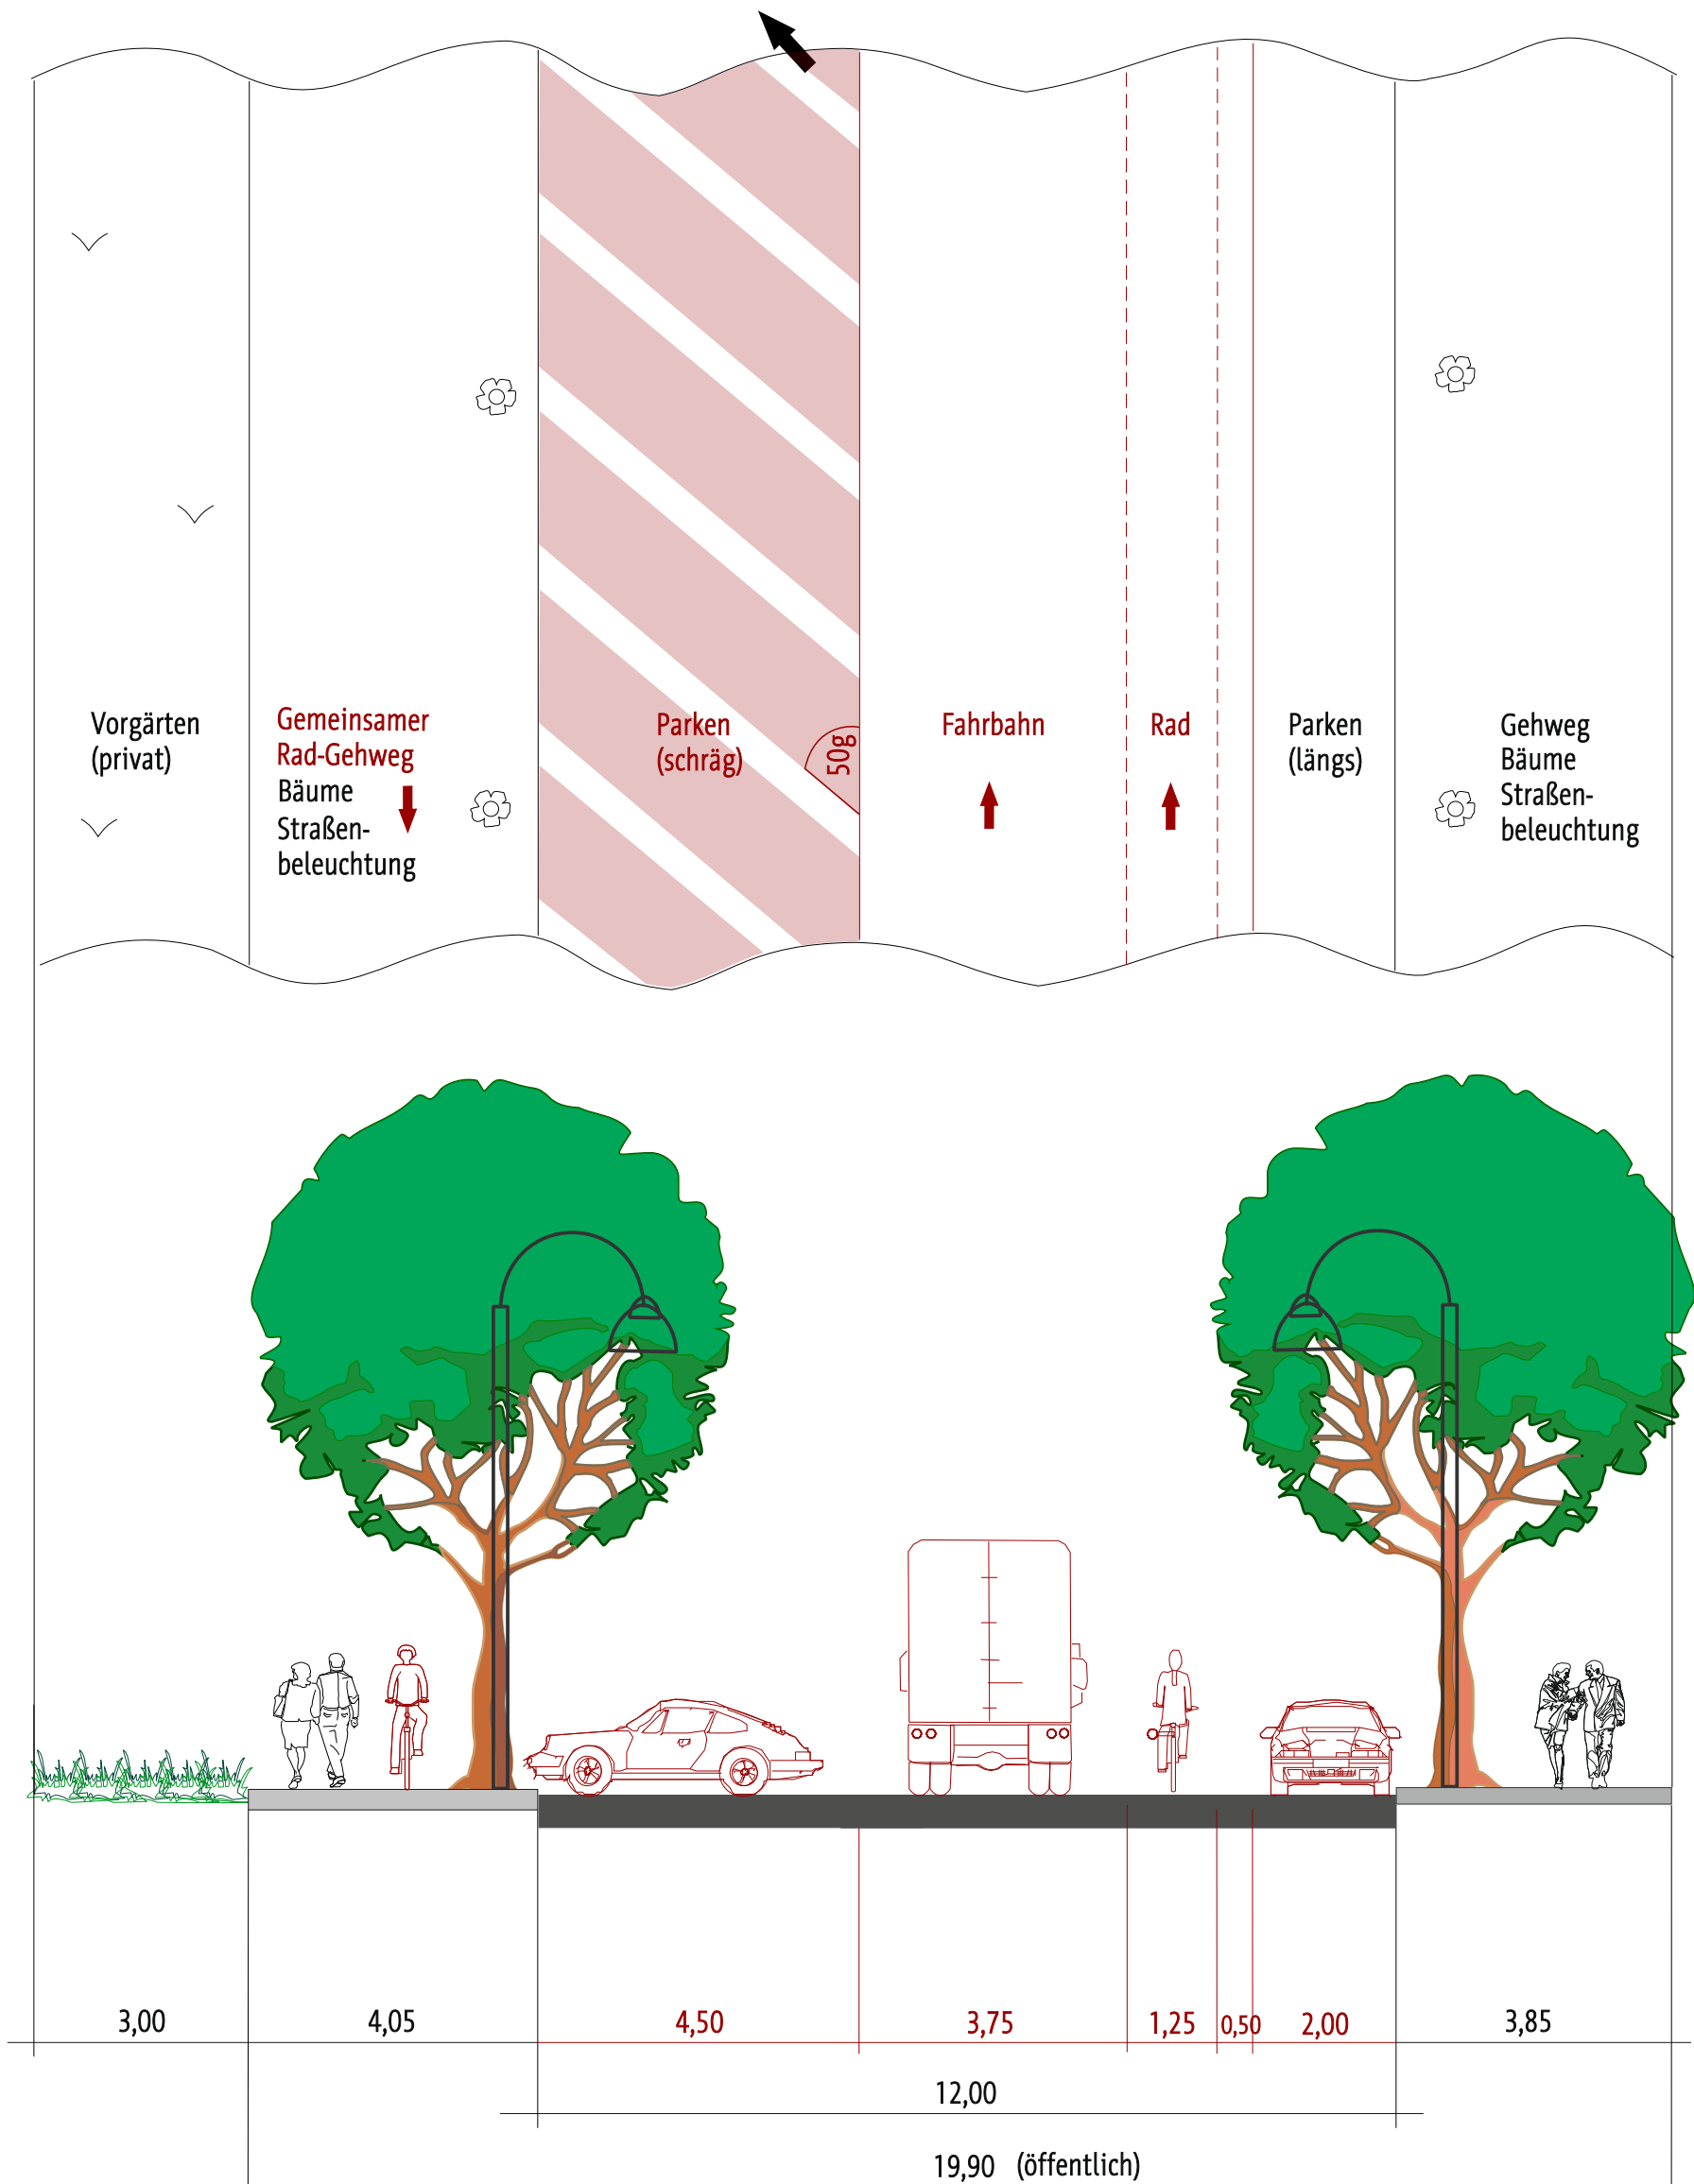 Vorgärten
(privat)
Gemeinsamer
Rad-Gehweg
Bäume
Straßen-
beleuchtung
Parken
(schräg)
50g
Fahrbahn
Rad
Parken
(längs)
Gehweg
Bäume
Straßen-
beleuchtung
3,00
4,05
4,50
3,75
1,25
0,50
2,00
3,85
12,00
19,90 (öffentlich)